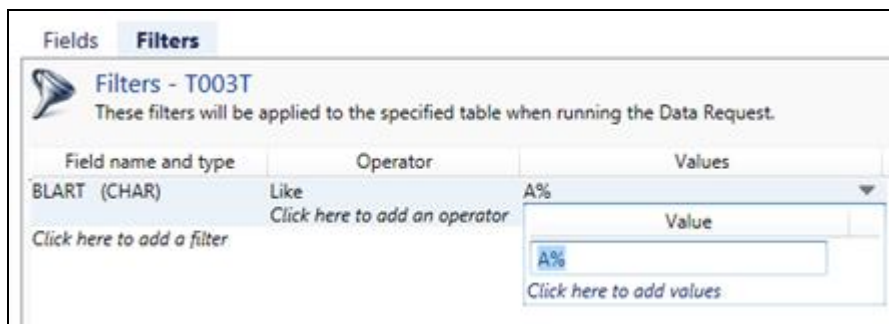 Fields Filters
Filters - T003T
These filters will be applied to the specified table when running the Data Request.
Field name and type Operator Values
BLART (CHAR) Like A%
Click here to add an operator Value
Click here to add a filter
A%
Click here to add values